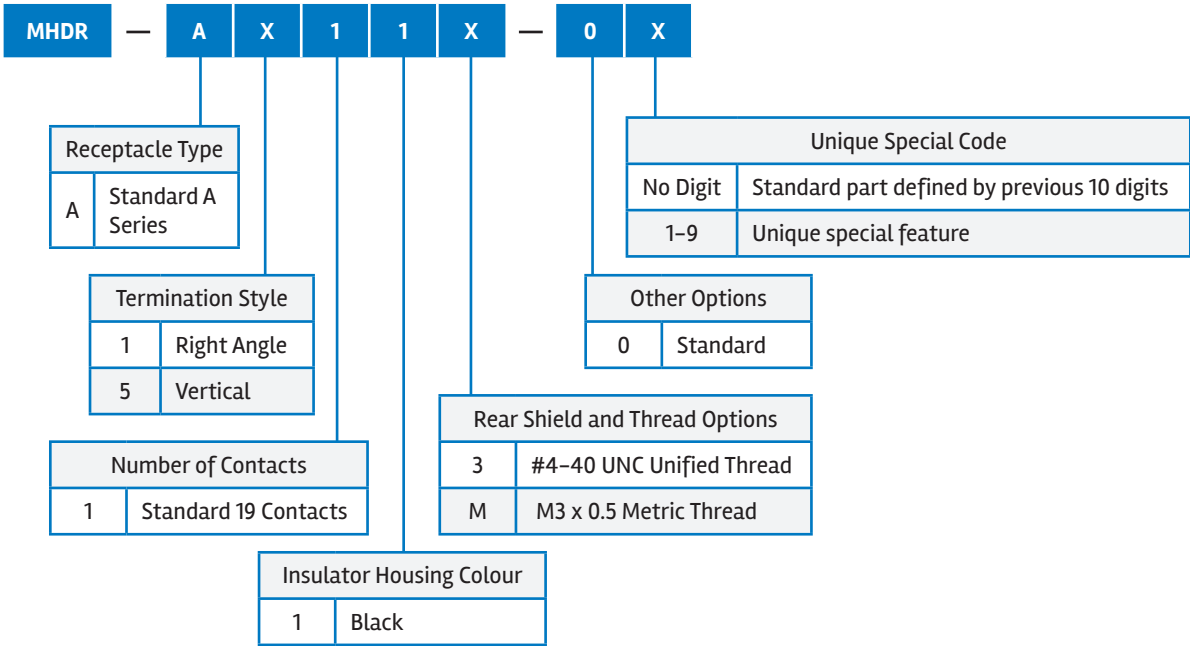 MHDR — A X 1 1 X — 0 X
Receptacle Type
A Standard A
Series
Unique Special Code
No Digit Standard part defined by previous 10 digits
1–9 Unique special feature
Termination Style
1 Right Angle
5 Vertical
Other Options
0 Standard
Number of Contacts
1 Standard 19 Contacts
Rear Shield and Thread Options
3 #4–40 UNC Unified Thread
M M3 x 0.5 Metric Thread
Insulator Housing Colour
1 Black